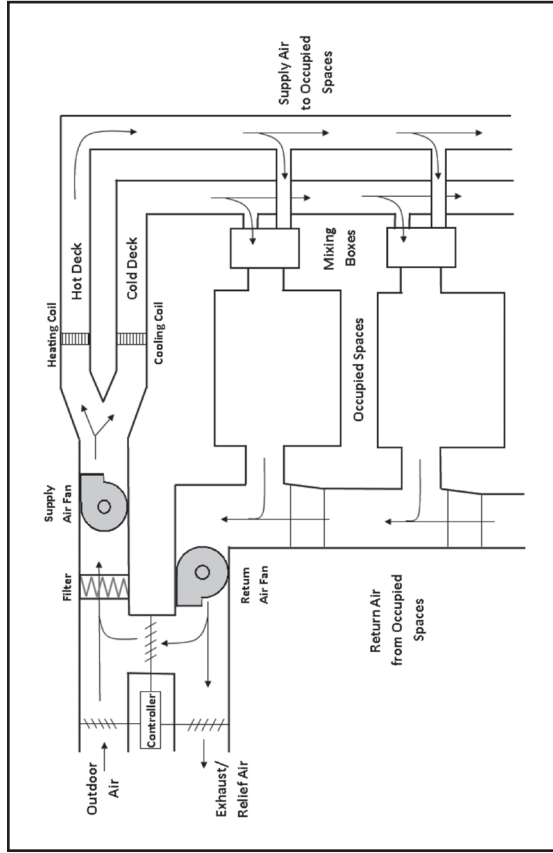 Outdoor
Air
Exhaust/
Relief Air
Controller
Filter
Return
Air Fan
Supply
Air Fan
Heating Coil
Cooling Coil
Hot Deck
Cold Deck
Return Air
from Occupied
Spaces
Occupied Spaces
Mixing
Boxes
Supply Air
to Occupied
Spaces